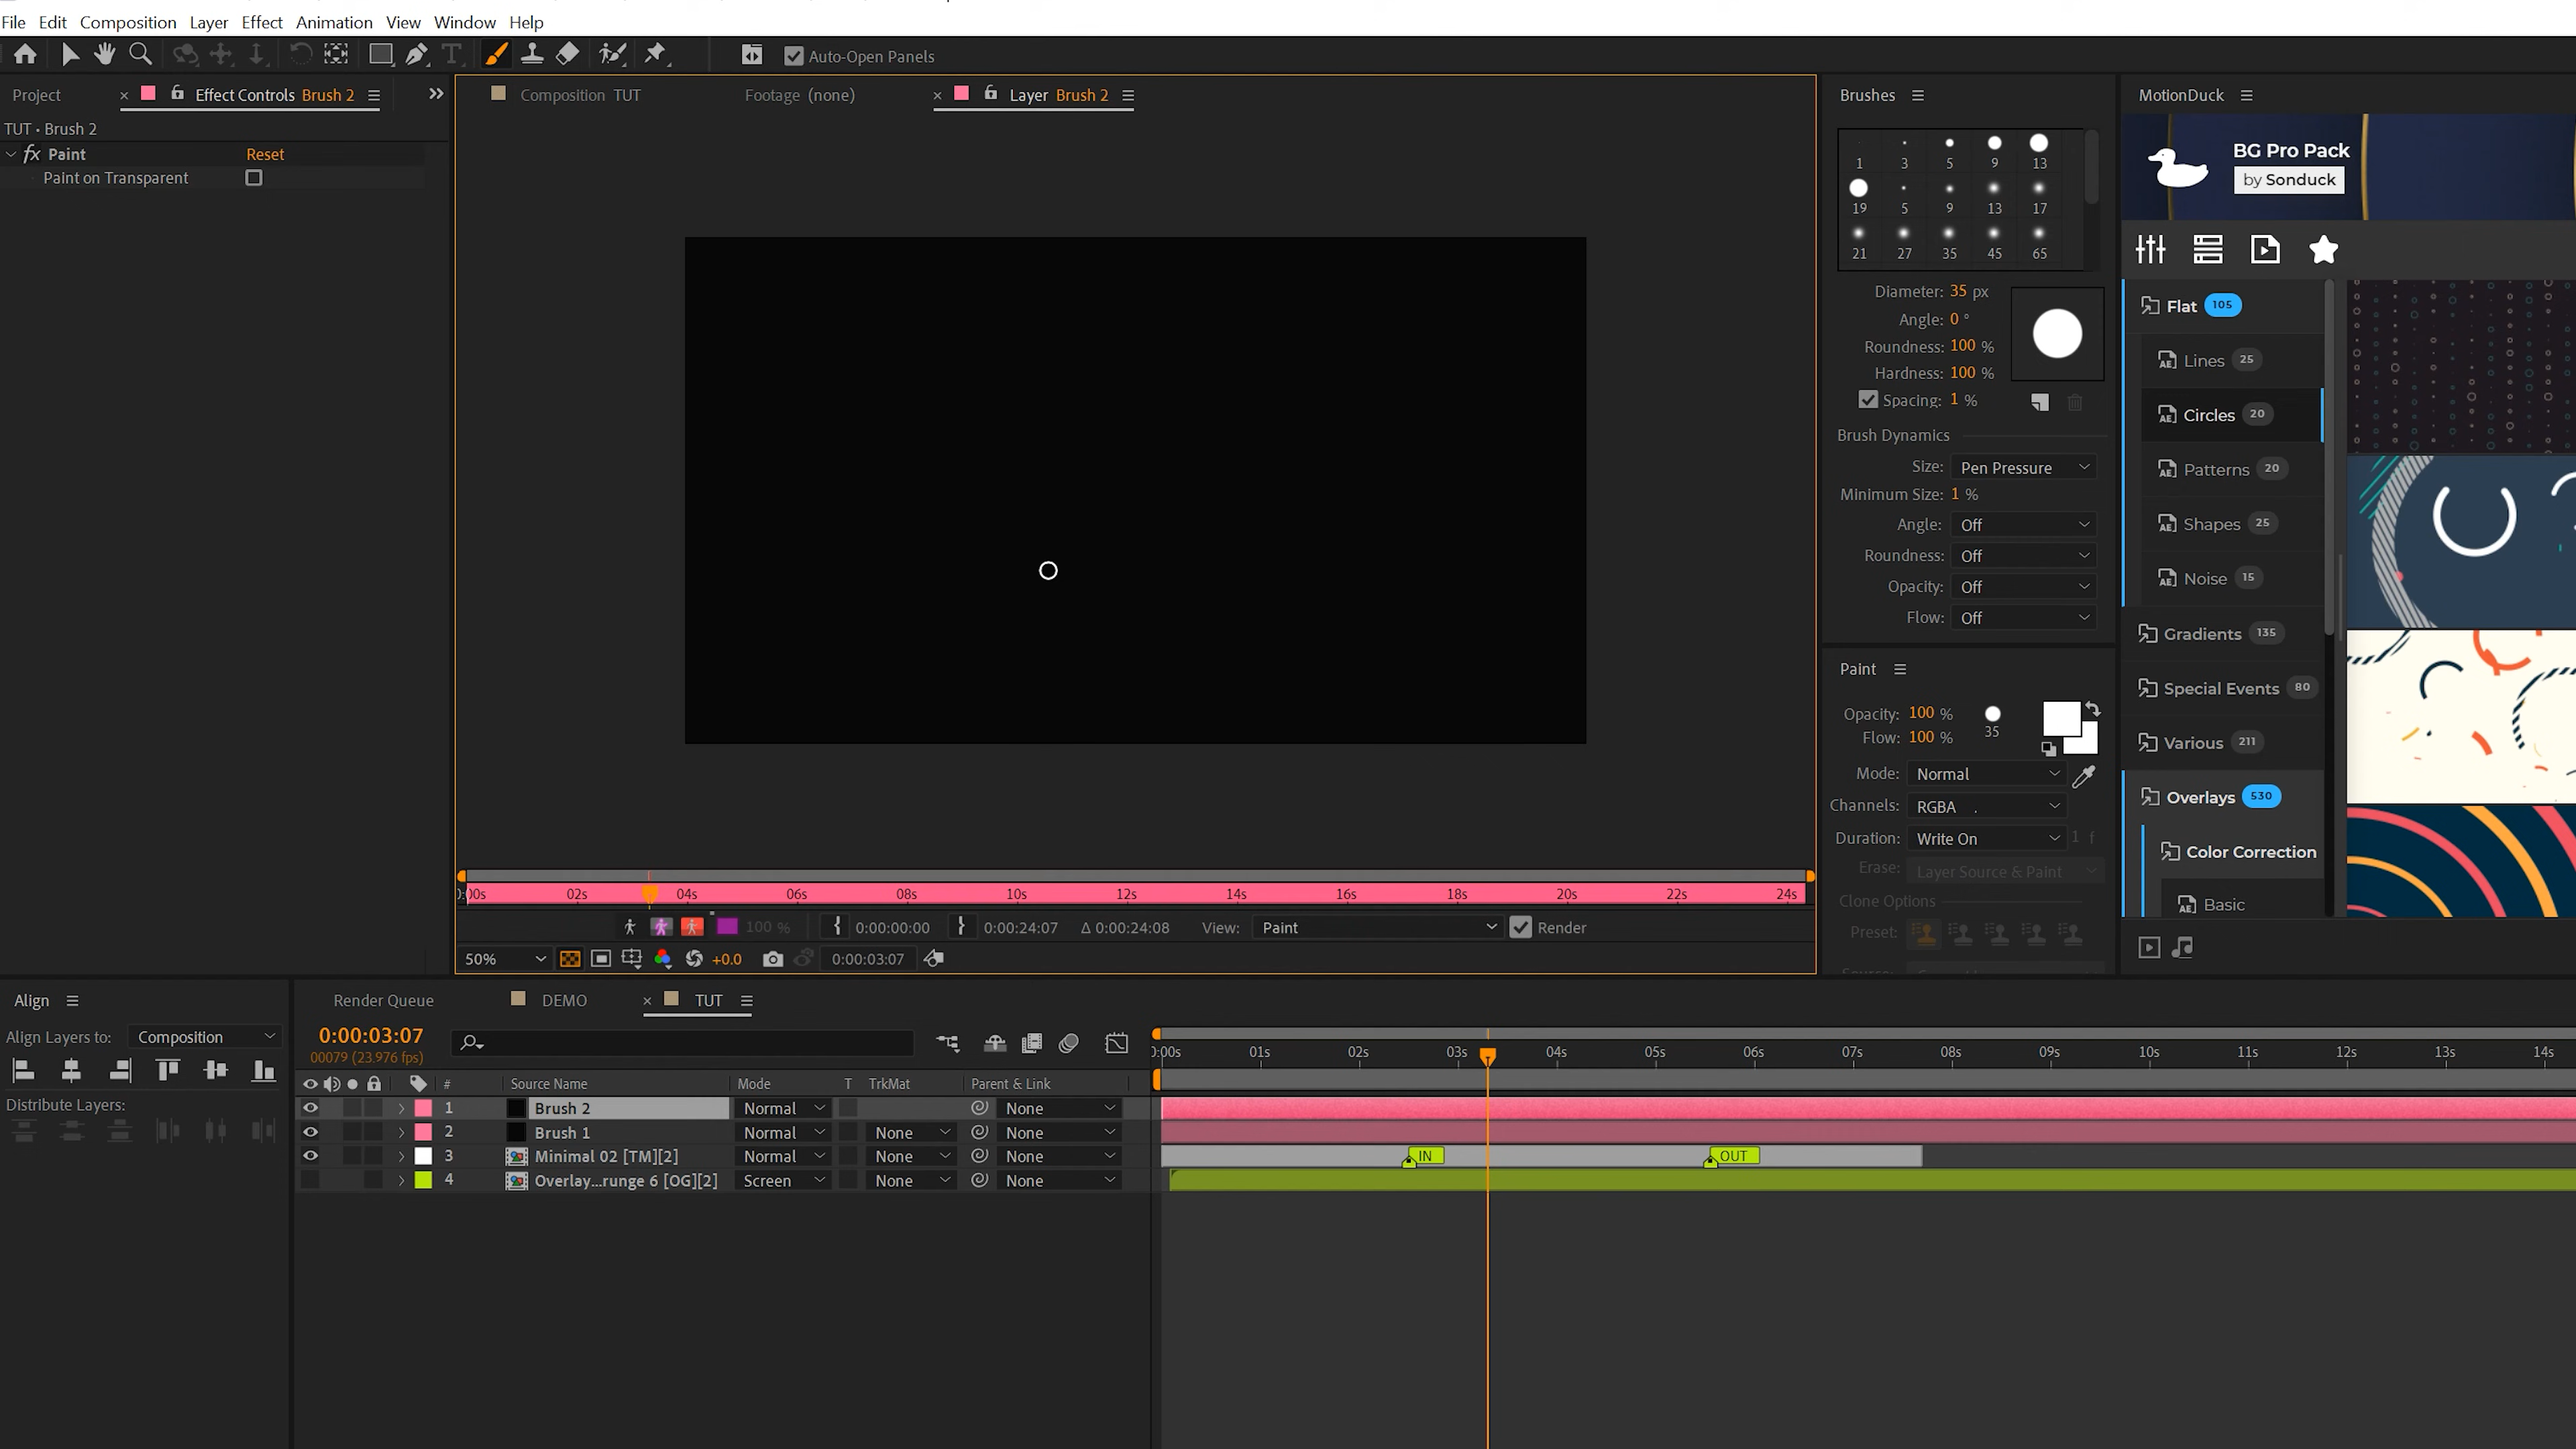 File Edit Composition Layer Effect Animation View Window Help
Auto-Open Panels
Project Effect Controls Brush 2
TUT • Brush 2
fx Paint Reset
Paint on Transparent
Composition TUT Footage (none) Layer Brush 2
0:00s 02s 04s 06s 08s 10s 12s 14s 16s 18s 20s 22s 24s
100 % 0:00:00:00 0:00:24:07 Δ 0:00:24:08 View: Paint Render
50% +0.0 0:00:03:07
Brushes
1 3 5 9 13
19 5 9 13 17
21 27 35 45 65
Diameter: 35 px
Angle: 0 °
Roundness: 100 %
Hardness: 100 %
Spacing: 1 %
Brush Dynamics
Size: Pen Pressure
Minimum Size: 1 %
Angle: Off
Roundness: Off
Opacity: Off
Flow: Off
Paint
Opacity: 100 %
Flow: 100 %
35
Mode: Normal
Channels: RGBA
Duration: Write On 1 f
Erase: Layer Source & Paint
Clone Options
Preset:
MotionDuck
BG Pro Pack
by Sonduck
Flat 105
Lines 25
Circles 20
Patterns 20
Shapes 25
Noise 15
Gradients 135
Special Events 80
Various 211
Overlays 530
Color Correction
Basic
Align
Align Layers to: Composition
Distribute Layers:
Render Queue DEMO TUT
0:00:03:07
00079 (23.976 fps)
# Source Name Mode T TrkMat Parent & Link
1 Brush 2 Normal None
2 Brush 1 Normal None None
3 Minimal 02 [TM][2] Normal None None
4 Overlay...runge 6 [OG][2] Screen None None
0:00s 01s 02s 03s 04s 05s 06s 07s 08s 09s 10s 11s 12s 13s 14s
IN OUT